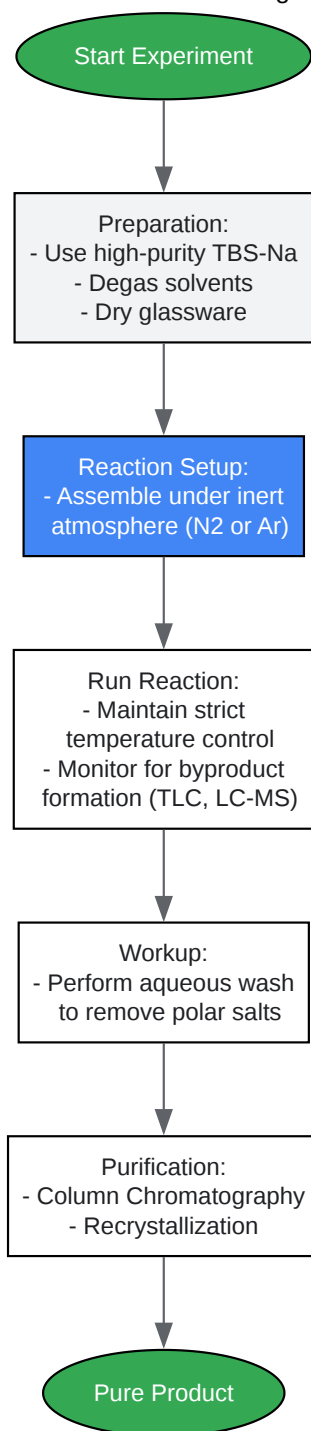 Start Experiment
Preparation:
- Use high-purity TBS-Na
- Degas solvents
- Dry glassware
Reaction Setup:
- Assemble under inert
atmosphere (N2 or Ar)
Run Reaction:
- Maintain strict
temperature control
- Monitor for byproduct
formation (TLC, LC-MS)
Workup:
- Perform aqueous wash
to remove polar salts
Purification:
- Column Chromatography
- Recrystallization
Pure Product